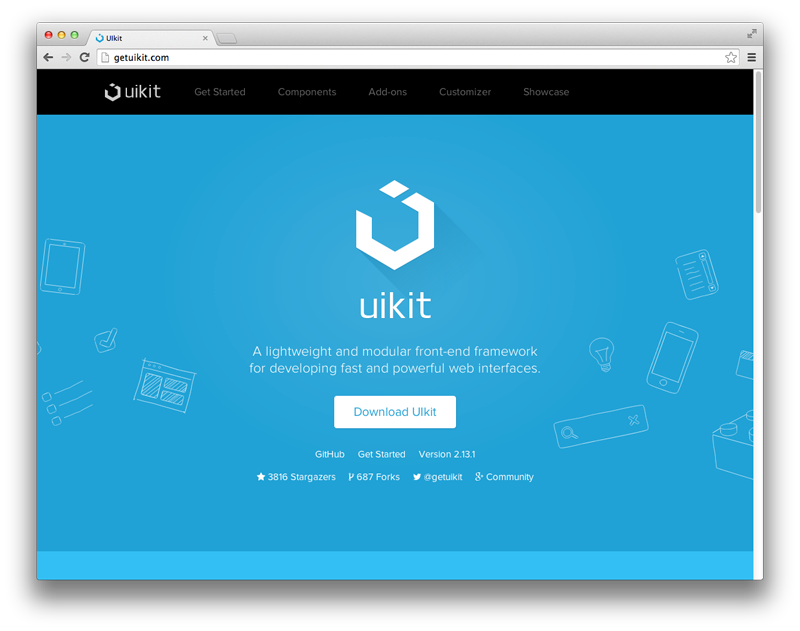 UIkit
getuikit.com
uikit
Get Started
Components
Add-ons
Customizer
Showcase
uikit
A lightweight and modular front-end framework
for developing fast and powerful web interfaces.
Download UIkit
GitHub Get Started Version 2.13.1
3816 Stargazers 687 Forks @getuikit Community